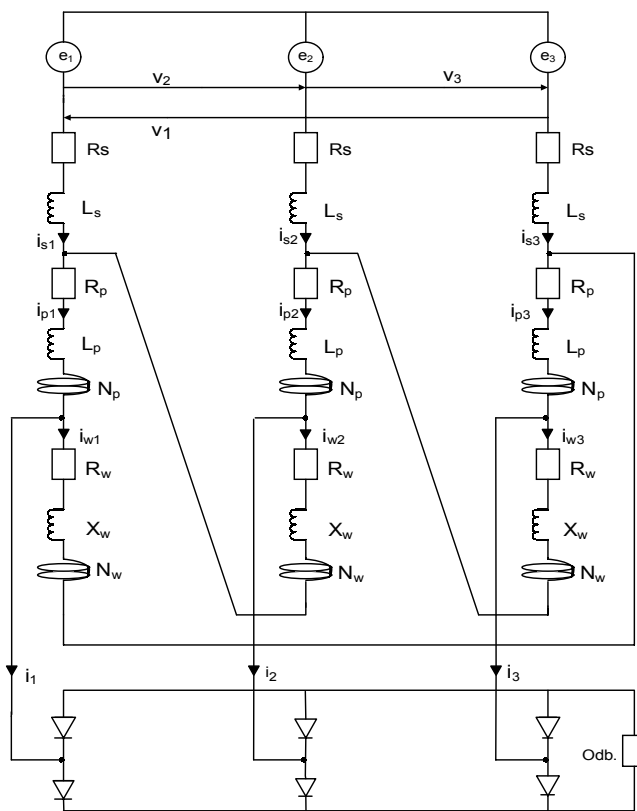 e1 e2 e3
v2 v3
v1
Rs Rs Rs
Ls Ls Ls
is1 is2 is3
Rp Rp Rp
ip1 ip2 ip3
Lp Lp Lp
Np Np Np
iw1 iw2 iw3
Rw Rw Rw
Xw Xw Xw
Nw Nw Nw
i1 i2 i3
Odb.